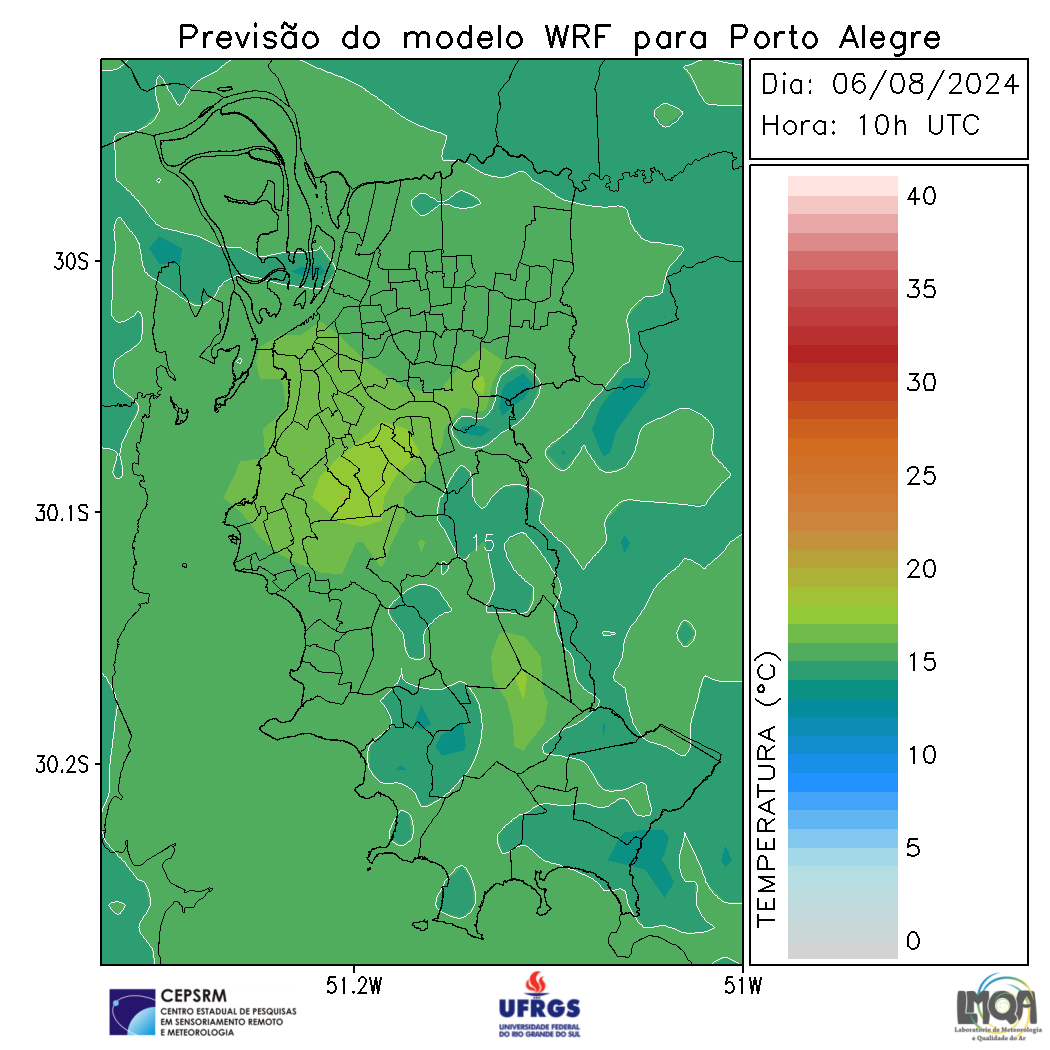 Previsão do modelo WRF para Porto Alegre
Dia: 06/08/2024
Hora: 10h UTC
30S
30.1S
30.2S
51.2W
51W
15
TEMPERATURA (°C)
40
35
30
25
20
15
10
5
0
CEPSRM
CENTRO ESTADUAL DE PESQUISAS
EM SENSORIAMENTO REMOTO
E METEOROLOGIA
UFRGS
UNIVERSIDADE FEDERAL
DO RIO GRANDE DO SUL
LMQA
Laboratório de Meteorologia
e Qualidade do Ar